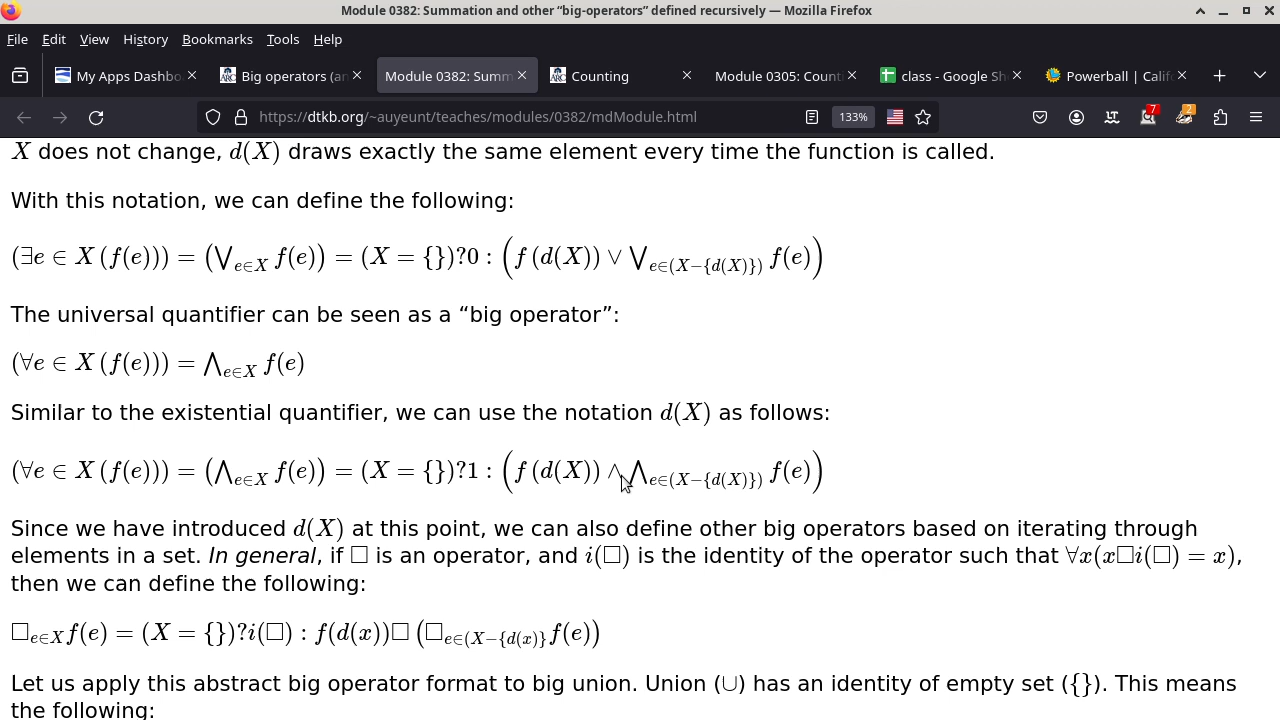 Module 0382: Summation and other “big-operators” defined recursively — Mozilla Firefox
File Edit View History Bookmarks Tools Help
My Apps Dashbo Big operators (an Module 0382: Summ Counting Module 0305: Counti class - Google Sh Powerball | Calif
https://dtkb.org/~auyeunt/teaches/modules/0382/mdModule.html 133% 7 2
X does not change, d(X) draws exactly the same element every time the function is called.
With this notation, we can define the following:
(∃e ∈ X (f(e))) = (⋁e∈X f(e)) = (X = {})?0 : (f (d(X)) ∨ ⋁e∈(X−{d(X)}) f(e))
The universal quantifier can be seen as a “big operator”:
(∀e ∈ X (f(e))) = ⋀e∈X f(e)
Similar to the existential quantifier, we can use the notation d(X) as follows:
(∀e ∈ X (f(e))) = (⋀e∈X f(e)) = (X = {})?1 : (f (d(X)) ∧ ⋀e∈(X−{d(X)}) f(e))
Since we have introduced d(X) at this point, we can also define other big operators based on iterating through
elements in a set. In general, if □ is an operator, and i(□) is the identity of the operator such that ∀x(x□i(□) = x),
then we can define the following:
□e∈X f(e) = (X = {})?i(□) : f(d(x))□ (□e∈(X−{d(x)} f(e))
Let us apply this abstract big operator format to big union. Union (∪) has an identity of empty set ({}). This means
the following: